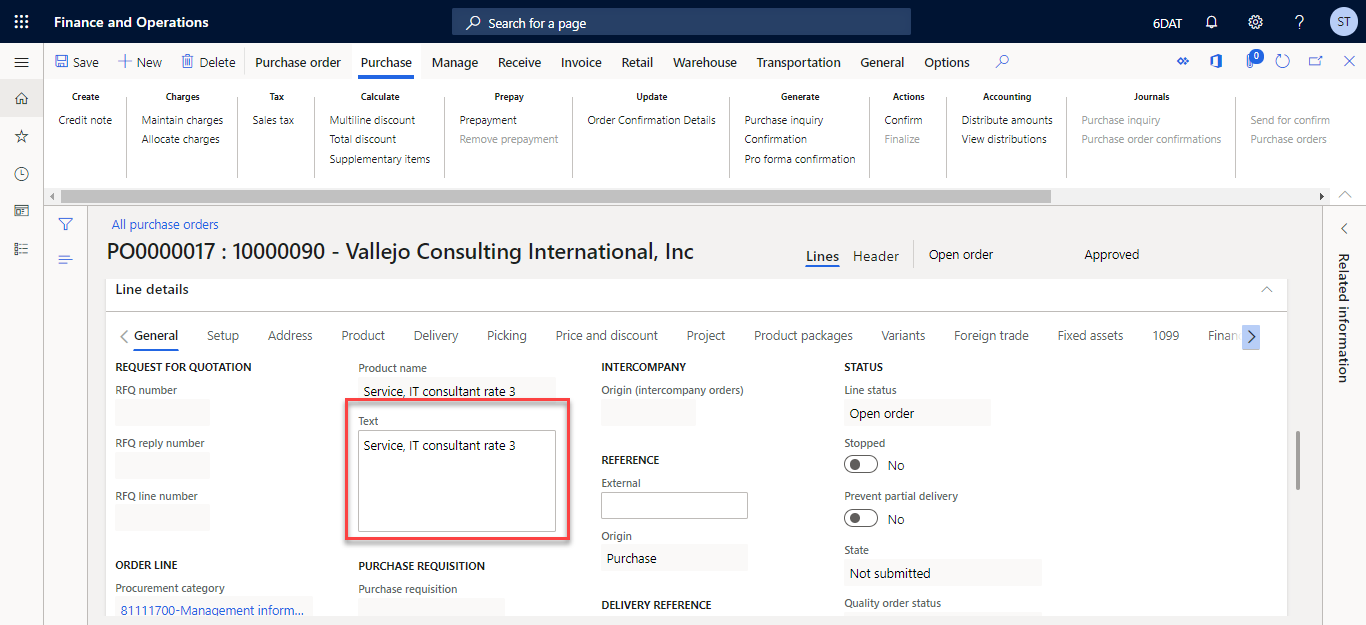 Finance and Operations
Search for a page
6DAT
ST
Save
New
Delete
Purchase order
Purchase
Manage
Receive
Invoice
Retail
Warehouse
Transportation
General
Options
0
Create
Credit note
Charges
Maintain charges
Allocate charges
Tax
Sales tax
Calculate
Multiline discount
Total discount
Supplementary items
Prepay
Prepayment
Remove prepayment
Update
Order Confirmation Details
Generate
Purchase inquiry
Confirmation
Pro forma confirmation
Actions
Confirm
Finalize
Accounting
Distribute amounts
View distributions
Journals
Purchase inquiry
Purchase order confirmations
Send for confirm
Purchase orders
All purchase orders
PO0000017 : 10000090 - Vallejo Consulting International, Inc
Lines
Header
Open order
Approved
Related information
Line details
General
Setup
Address
Product
Delivery
Picking
Price and discount
Project
Product packages
Variants
Foreign trade
Fixed assets
1099
Finan
REQUEST FOR QUOTATION
RFQ number
RFQ reply number
RFQ line number
ORDER LINE
Procurement category
81111700-Management inform...
Product name
Service, IT consultant rate 3
Text
Service, IT consultant rate 3
PURCHASE REQUISITION
Purchase requisition
INTERCOMPANY
Origin (intercompany orders)
REFERENCE
External
Origin
Purchase
DELIVERY REFERENCE
STATUS
Line status
Open order
Stopped
No
Prevent partial delivery
No
State
Not submitted
Quality order status